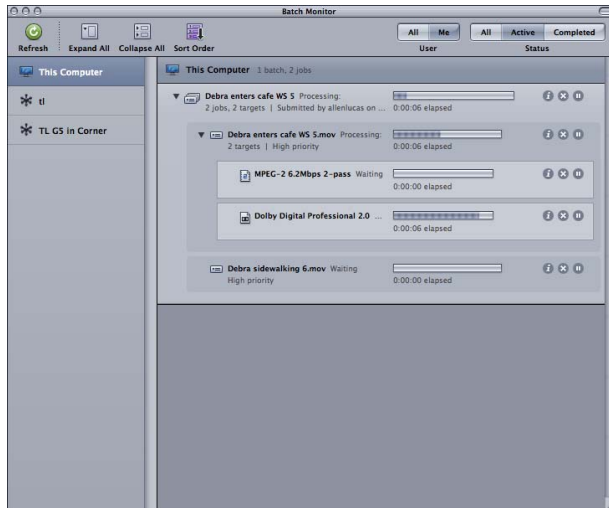 Batch Monitor
Refresh
Expand All
Collapse All
Sort Order
All Me
User
All Active Completed
Status
This Computer
tl
TL G5 in Corner
This Computer 1 batch, 2 jobs
Debra enters cafe WS 5 Processing:
2 jobs, 2 targets | Submitted by allenlucas on ...
0:00:06 elapsed
Debra enters cafe WS 5.mov Processing:
2 targets | High priority
0:00:06 elapsed
MPEG-2 6.2Mbps 2-pass Waiting
0:00:00 elapsed
Dolby Digital Professional 2.0 ...
0:00:06 elapsed
Debra sidewalking 6.mov Waiting
High priority
0:00:00 elapsed